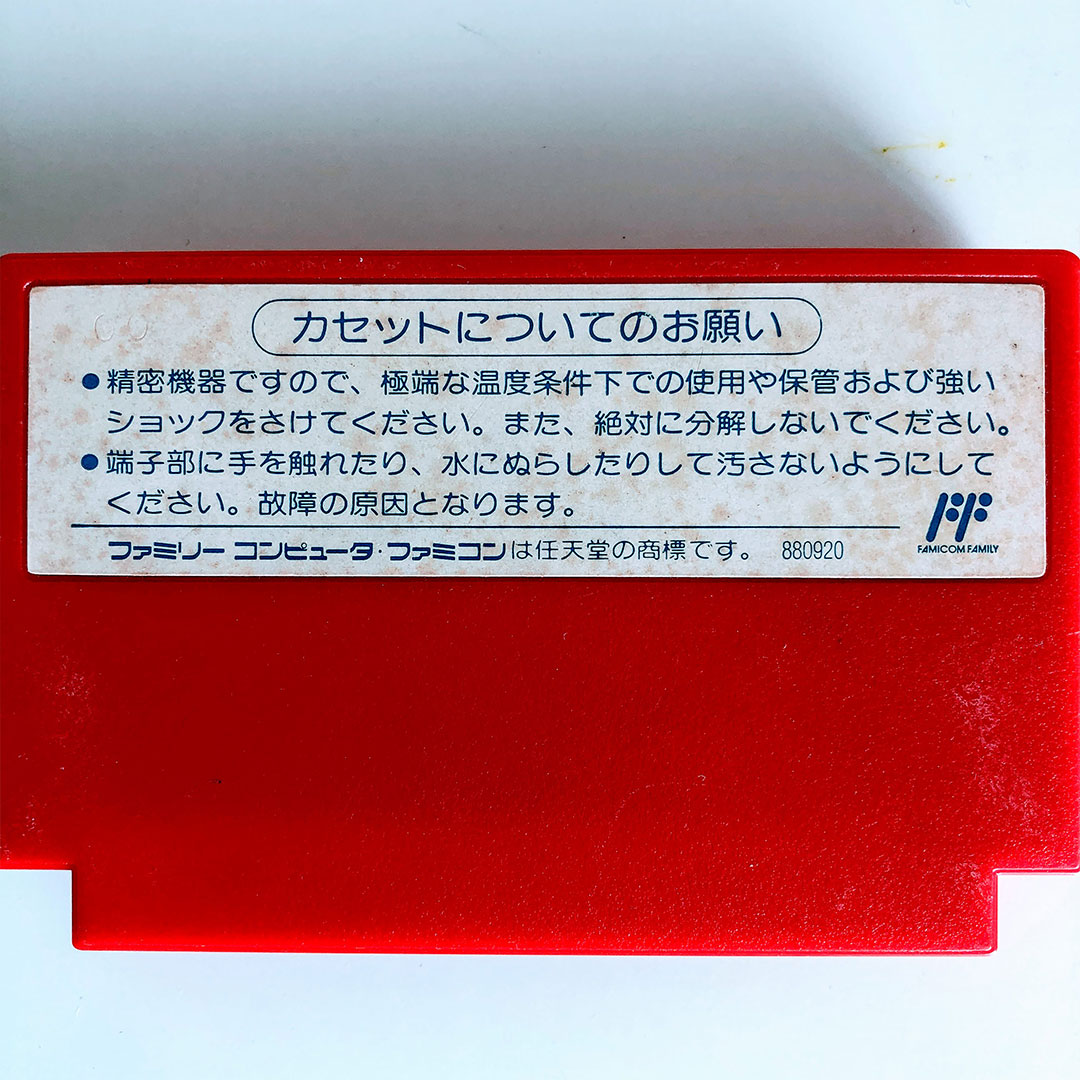 カセットについてのお願い
●精密機器ですので、極端な温度条件下での使用や保管および強い
ショックをさけてください。また、絶対に分解しないでください。
●端子部に手を触れたり、水にぬらしたりして汚さないようにして
ください。故障の原因となります。
FAMICOM FAMILY
ファミリーコンピュータ・ファミコンは任天堂の商標です。 880920